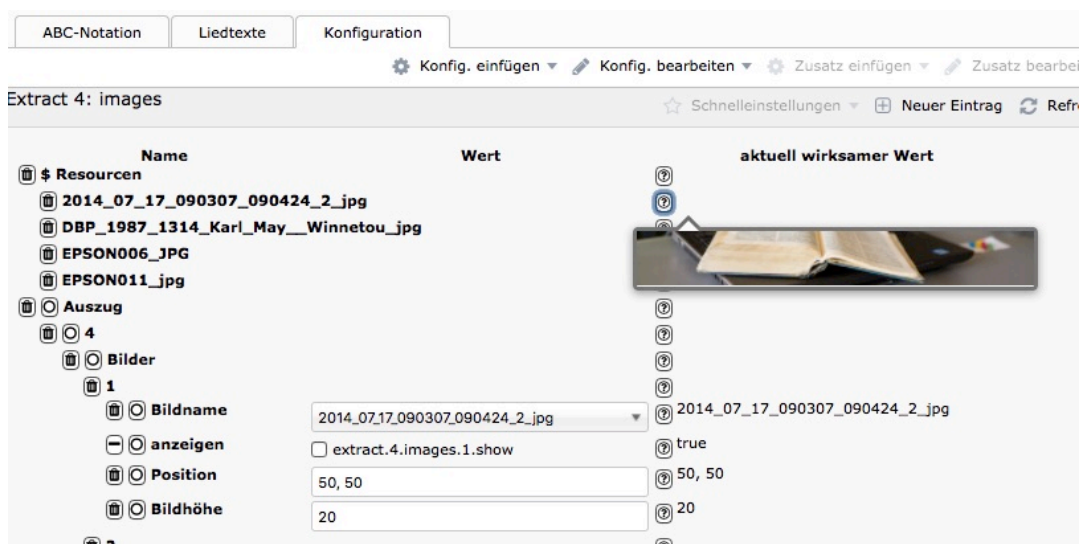 ABC-Notation Liedtexte Konfiguration
Konfig. einfügen Konfig. bearbeiten Zusatz einfügen
Extract 4: images Schnelleinstellungen Neuer Eintrag
Name Wert aktuell wirksamer Wert
$ Resourcen
2014_07_17_090307_090424_2_jpg
DBP_1987_1314_Karl_May__Winnetou_jpg
EPSON006_JPG
EPSON011_jpg
Auszug
4
Bilder
1
Bildname 2014_07_17_090307_090424_2_jpg 2014_07_17_090307_090424_2_jpg
anzeigen extract.4.images.1.show true
Position 50, 50 50, 50
Bildhöhe 20 20